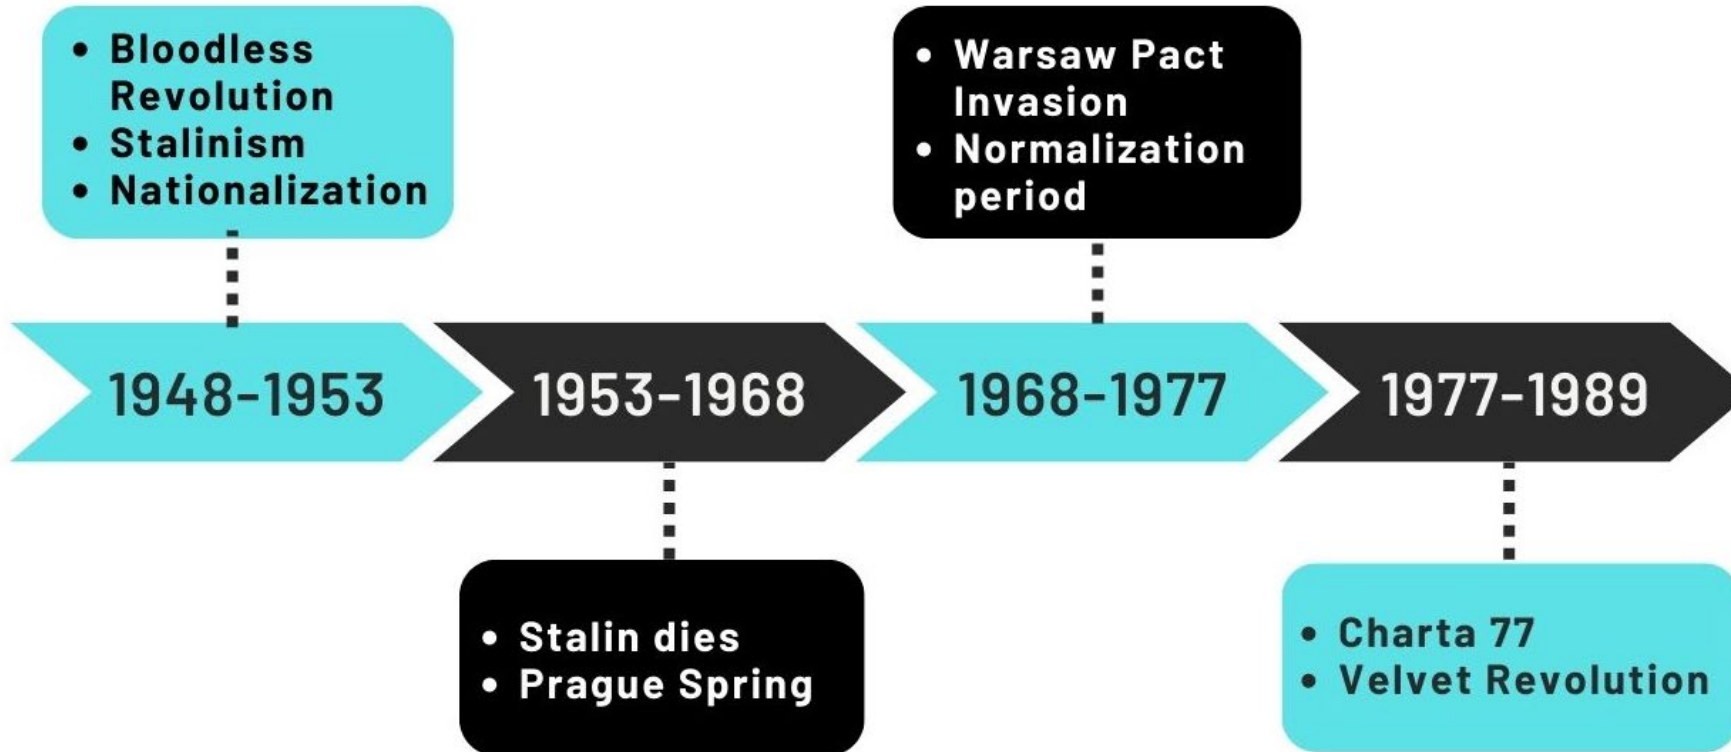 • Bloodless
Revolution
• Stalinism
• Nationalization
• Warsaw Pact
Invasion
• Normalization
period
1948-1953
1953-1968
1968-1977
1977-1989
• Stalin dies
• Prague Spring
• Charta 77
• Velvet Revolution